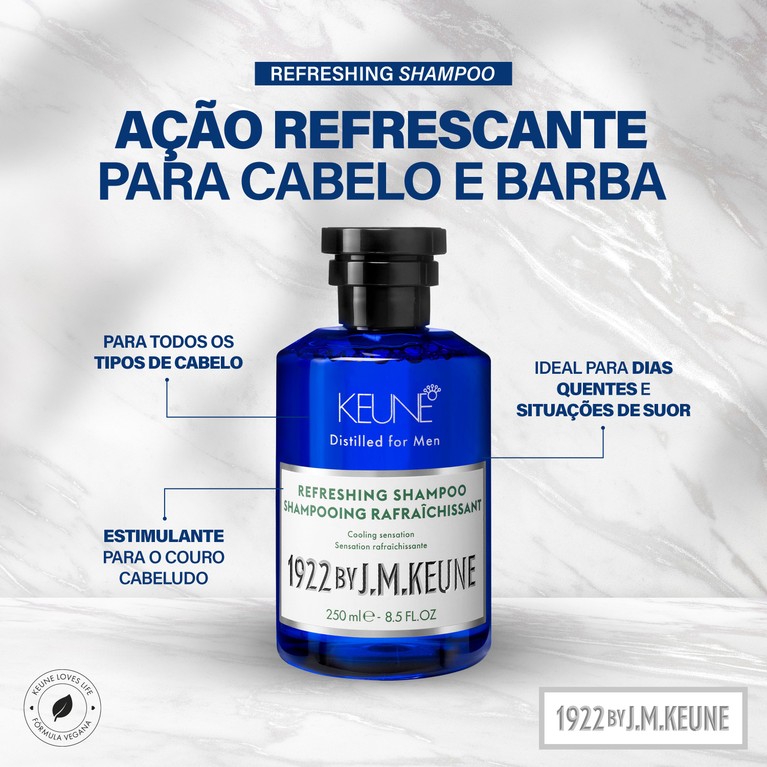 REFRESHING SHAMPOO
AÇÃO REFRESCANTE
PARA CABELO E BARBA
PARA TODOS OS
TIPOS DE CABELO
IDEAL PARA DIAS
QUENTES E
SITUAÇÕES DE SUOR
ESTIMULANTE
PARA O COURO
CABELUDO
KEUNE
Distilled for Men
REFRESHING SHAMPOO
SHAMPOOING RAFRAÎCHISSANT
Cooling sensation
Sensation rafraichissante
1922 BY J.M.KEUNE
250 ml e - 8.5 FL.OZ
KEUNE LOVES LIFE
FÓRMULA VEGANA
1922 BY J.M.KEUNE